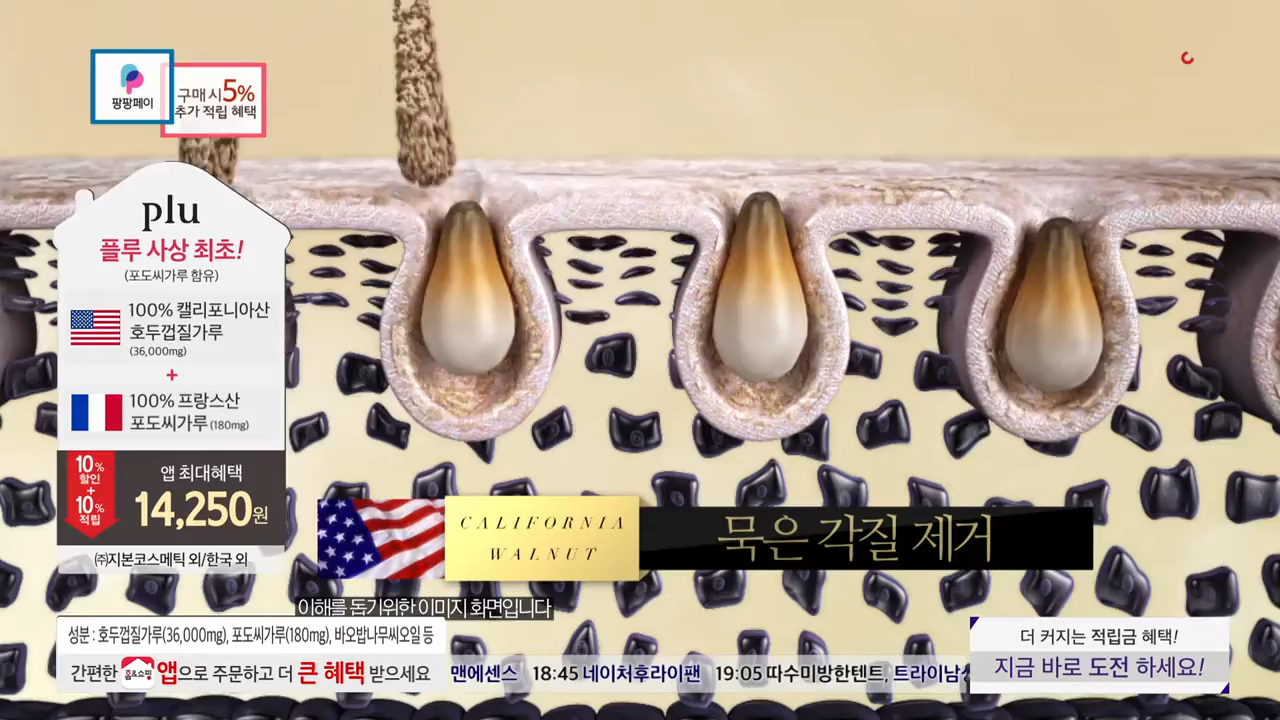 팡팡페이
구매 시 5%
추가 적립 혜택
plu
플루 사상 최초!
(포도씨가루 함유)
100% 캘리포니아산
호두껍질가루
(36,000mg)
+
100% 프랑스산
포도씨가루 (180mg)
10%
할인
+
10%
적립
앱 최대혜택
14,250원
㈜지본코스메틱 외/한국 외
CALIFORNIA
WALNUT
묵은 각질 제거
이해를 돕기위한 이미지 화면입니다
성분 : 호두껍질가루(36,000mg), 포도씨가루(180mg), 바오밥나무씨오일 등
간편한 홈&쇼핑 앱으로 주문하고 더 큰 혜택 받으세요
맨에센스 18:45 네이처후라이팬 19:05 따수미방한텐트, 트라이남성
더 커지는 적립금 혜택!
지금 바로 도전 하세요!